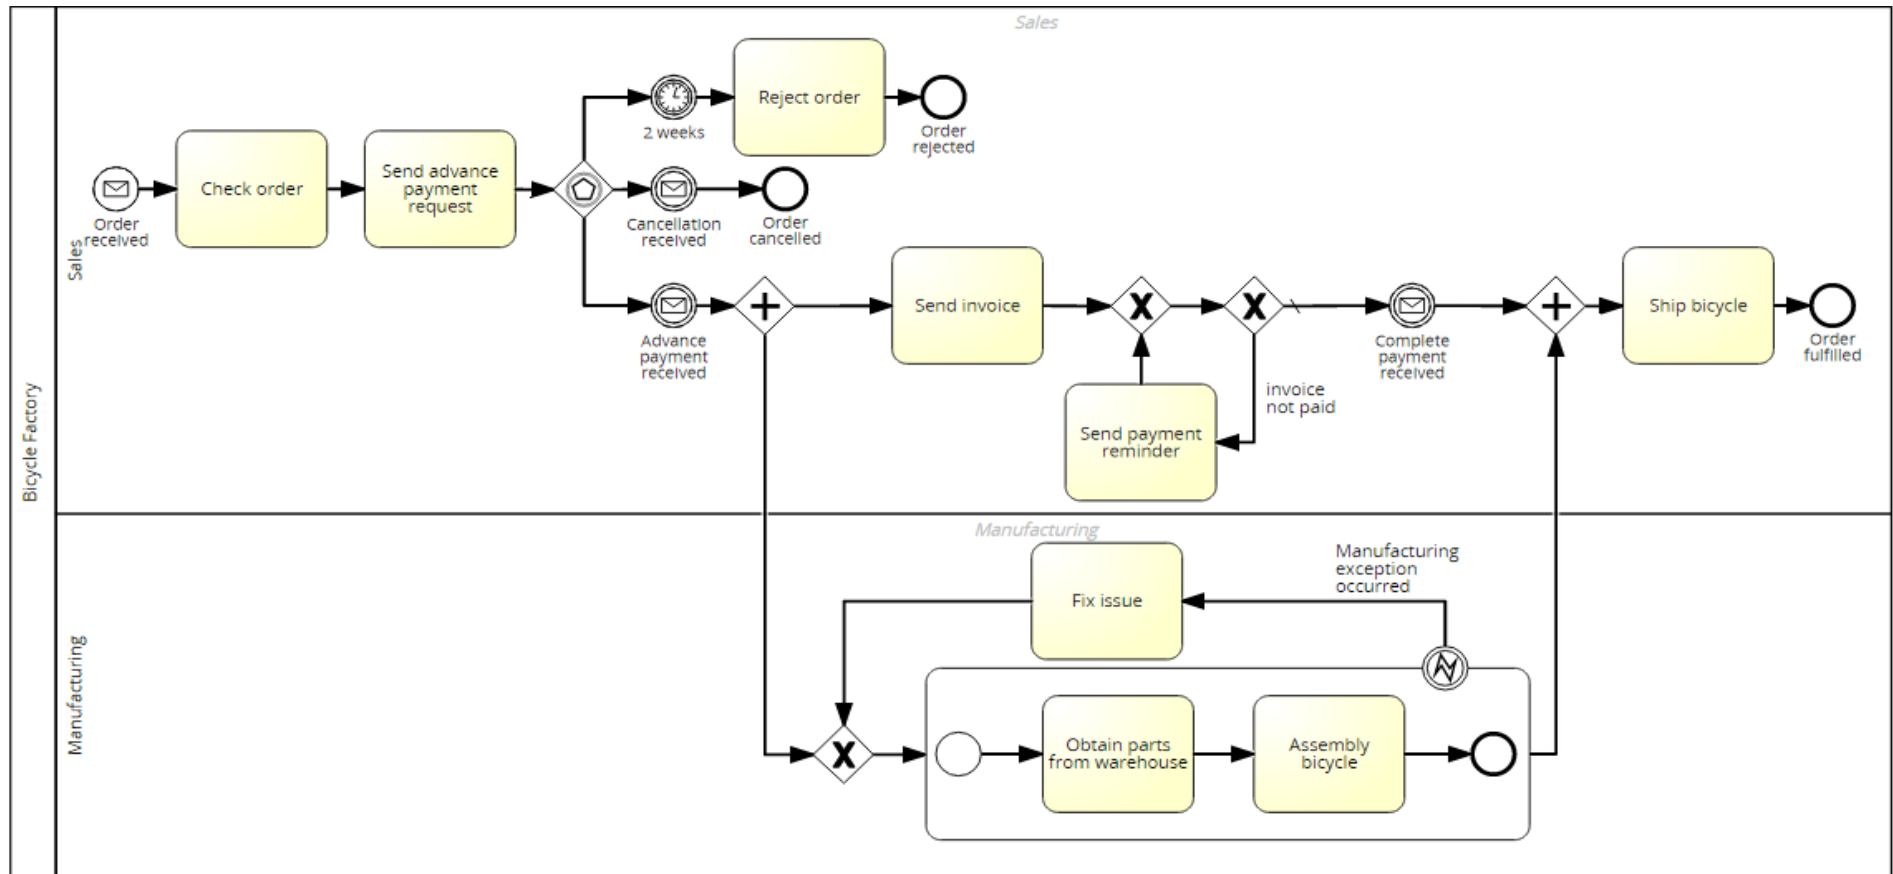 Sales
Bicycle Factory
Sales
Order
received
Check order
Send advance
payment
request
2 weeks
Reject order
Order
rejected
Cancellation
received
Order
cancelled
Advance
payment
received
Send invoice
Send payment
reminder
invoice
not paid
Complete
payment
received
Ship bicycle
Order
fulfilled
Manufacturing
Manufacturing
Fix issue
Manufacturing
exception
occurred
Obtain parts
from warehouse
Assembly
bicycle